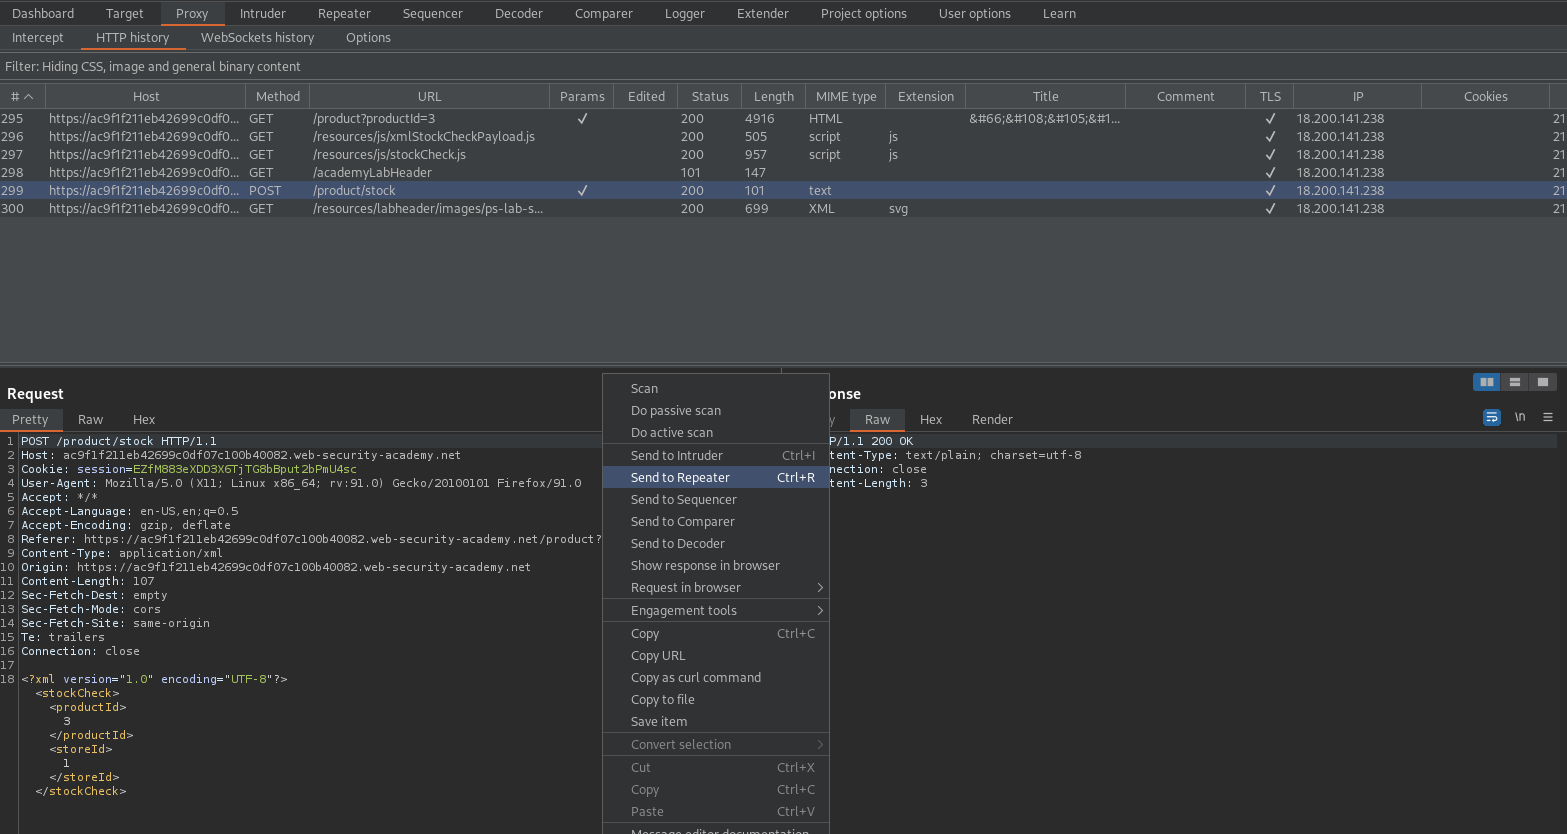 Dashboard Target Proxy Intruder Repeater Sequencer Decoder Comparer Logger Extender Project options User options Learn
Intercept HTTP history WebSockets history Options
Filter: Hiding CSS, image and general binary content
# Host Method URL Params Edited Status Length MIME type Extension Title Comment TLS IP Cookies
295 https://ac9f1f211eb42699c0df0... GET /product?productId=3 ✓ 200 4916 HTML &#66;&#108;&#105;&#1... ✓ 18.200.141.238 21
296 https://ac9f1f211eb42699c0df0... GET /resources/js/xmlStockCheckPayload.js 200 505 script js ✓ 18.200.141.238 21
297 https://ac9f1f211eb42699c0df0... GET /resources/js/stockCheck.js 200 957 script js ✓ 18.200.141.238 21
298 https://ac9f1f211eb42699c0df0... GET /academyLabHeader 101 147 ✓ 18.200.141.238 21
299 https://ac9f1f211eb42699c0df0... POST /product/stock ✓ 200 101 text ✓ 18.200.141.238 21
300 https://ac9f1f211eb42699c0df0... GET /resources/labheader/images/ps-lab-s... 200 699 XML svg ✓ 18.200.141.238 21
Request
Pretty Raw Hex
1 POST /product/stock HTTP/1.1
2 Host: ac9f1f211eb42699c0df07c100b40082.web-security-academy.net
3 Cookie: session=EZfM883eXDD3X6TjTG8bBput2bPmU4sc
4 User-Agent: Mozilla/5.0 (X11; Linux x86_64; rv:91.0) Gecko/20100101 Firefox/91.0
5 Accept: */*
6 Accept-Language: en-US,en;q=0.5
7 Accept-Encoding: gzip, deflate
8 Referer: https://ac9f1f211eb42699c0df07c100b40082.web-security-academy.net/product?
9 Content-Type: application/xml
10 Origin: https://ac9f1f211eb42699c0df07c100b40082.web-security-academy.net
11 Content-Length: 107
12 Sec-Fetch-Dest: empty
13 Sec-Fetch-Mode: cors
14 Sec-Fetch-Site: same-origin
15 Te: trailers
16 Connection: close
17
18 <?xml version="1.0" encoding="UTF-8"?>
<stockCheck>
<productId>
3
</productId>
<storeId>
1
</storeId>
</stockCheck>
Scan
Do passive scan
Do active scan
Send to Intruder Ctrl+I
Send to Repeater Ctrl+R
Send to Sequencer
Send to Comparer
Send to Decoder
Show response in browser
Request in browser >
Engagement tools >
Copy Ctrl+C
Copy URL
Copy as curl command
Copy to file
Save item
Convert selection >
Cut Ctrl+X
Copy Ctrl+C
Paste Ctrl+V
Message editor documentation
onse
y Raw Hex Render \n
P/1.1 200 OK
tent-Type: text/plain; charset=utf-8
nection: close
tent-Length: 3